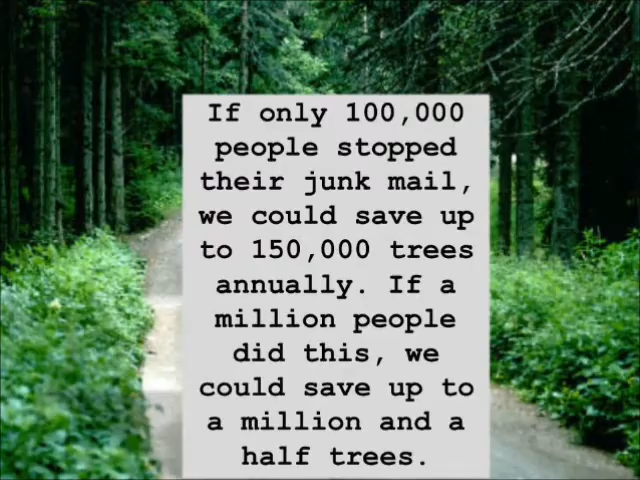 If only 100,000
people stopped
their junk mail,
we could save up
to 150,000 trees
annually. If a
million people
did this, we
could save up to
a million and a
half trees.